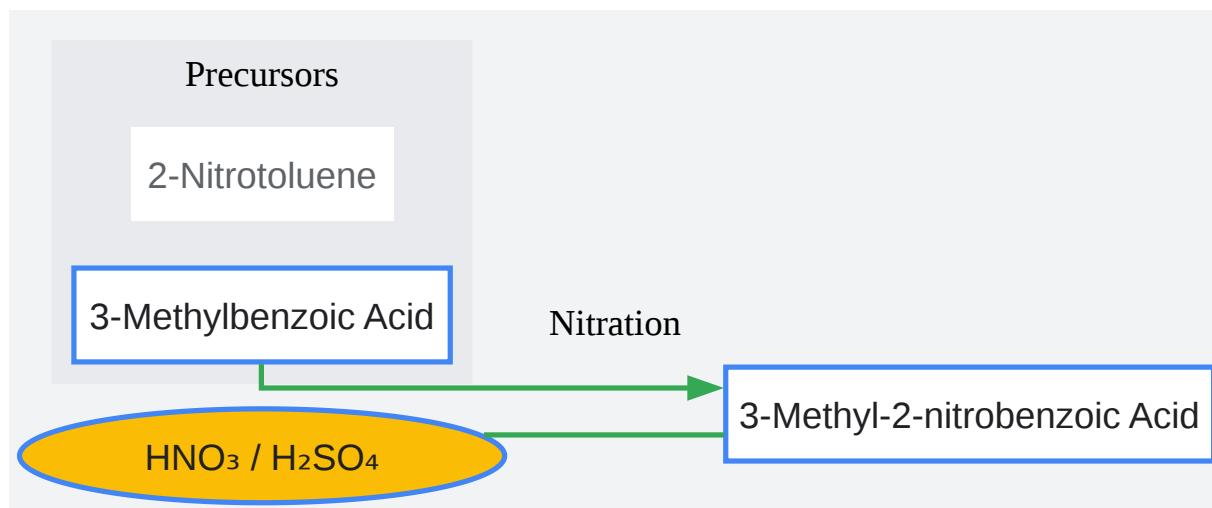 Precursors
2-Nitrotoluene
3-Methylbenzoic Acid
Nitration
3-Methyl-2-nitrobenzoic Acid
HNO₃ / H₂SO₄